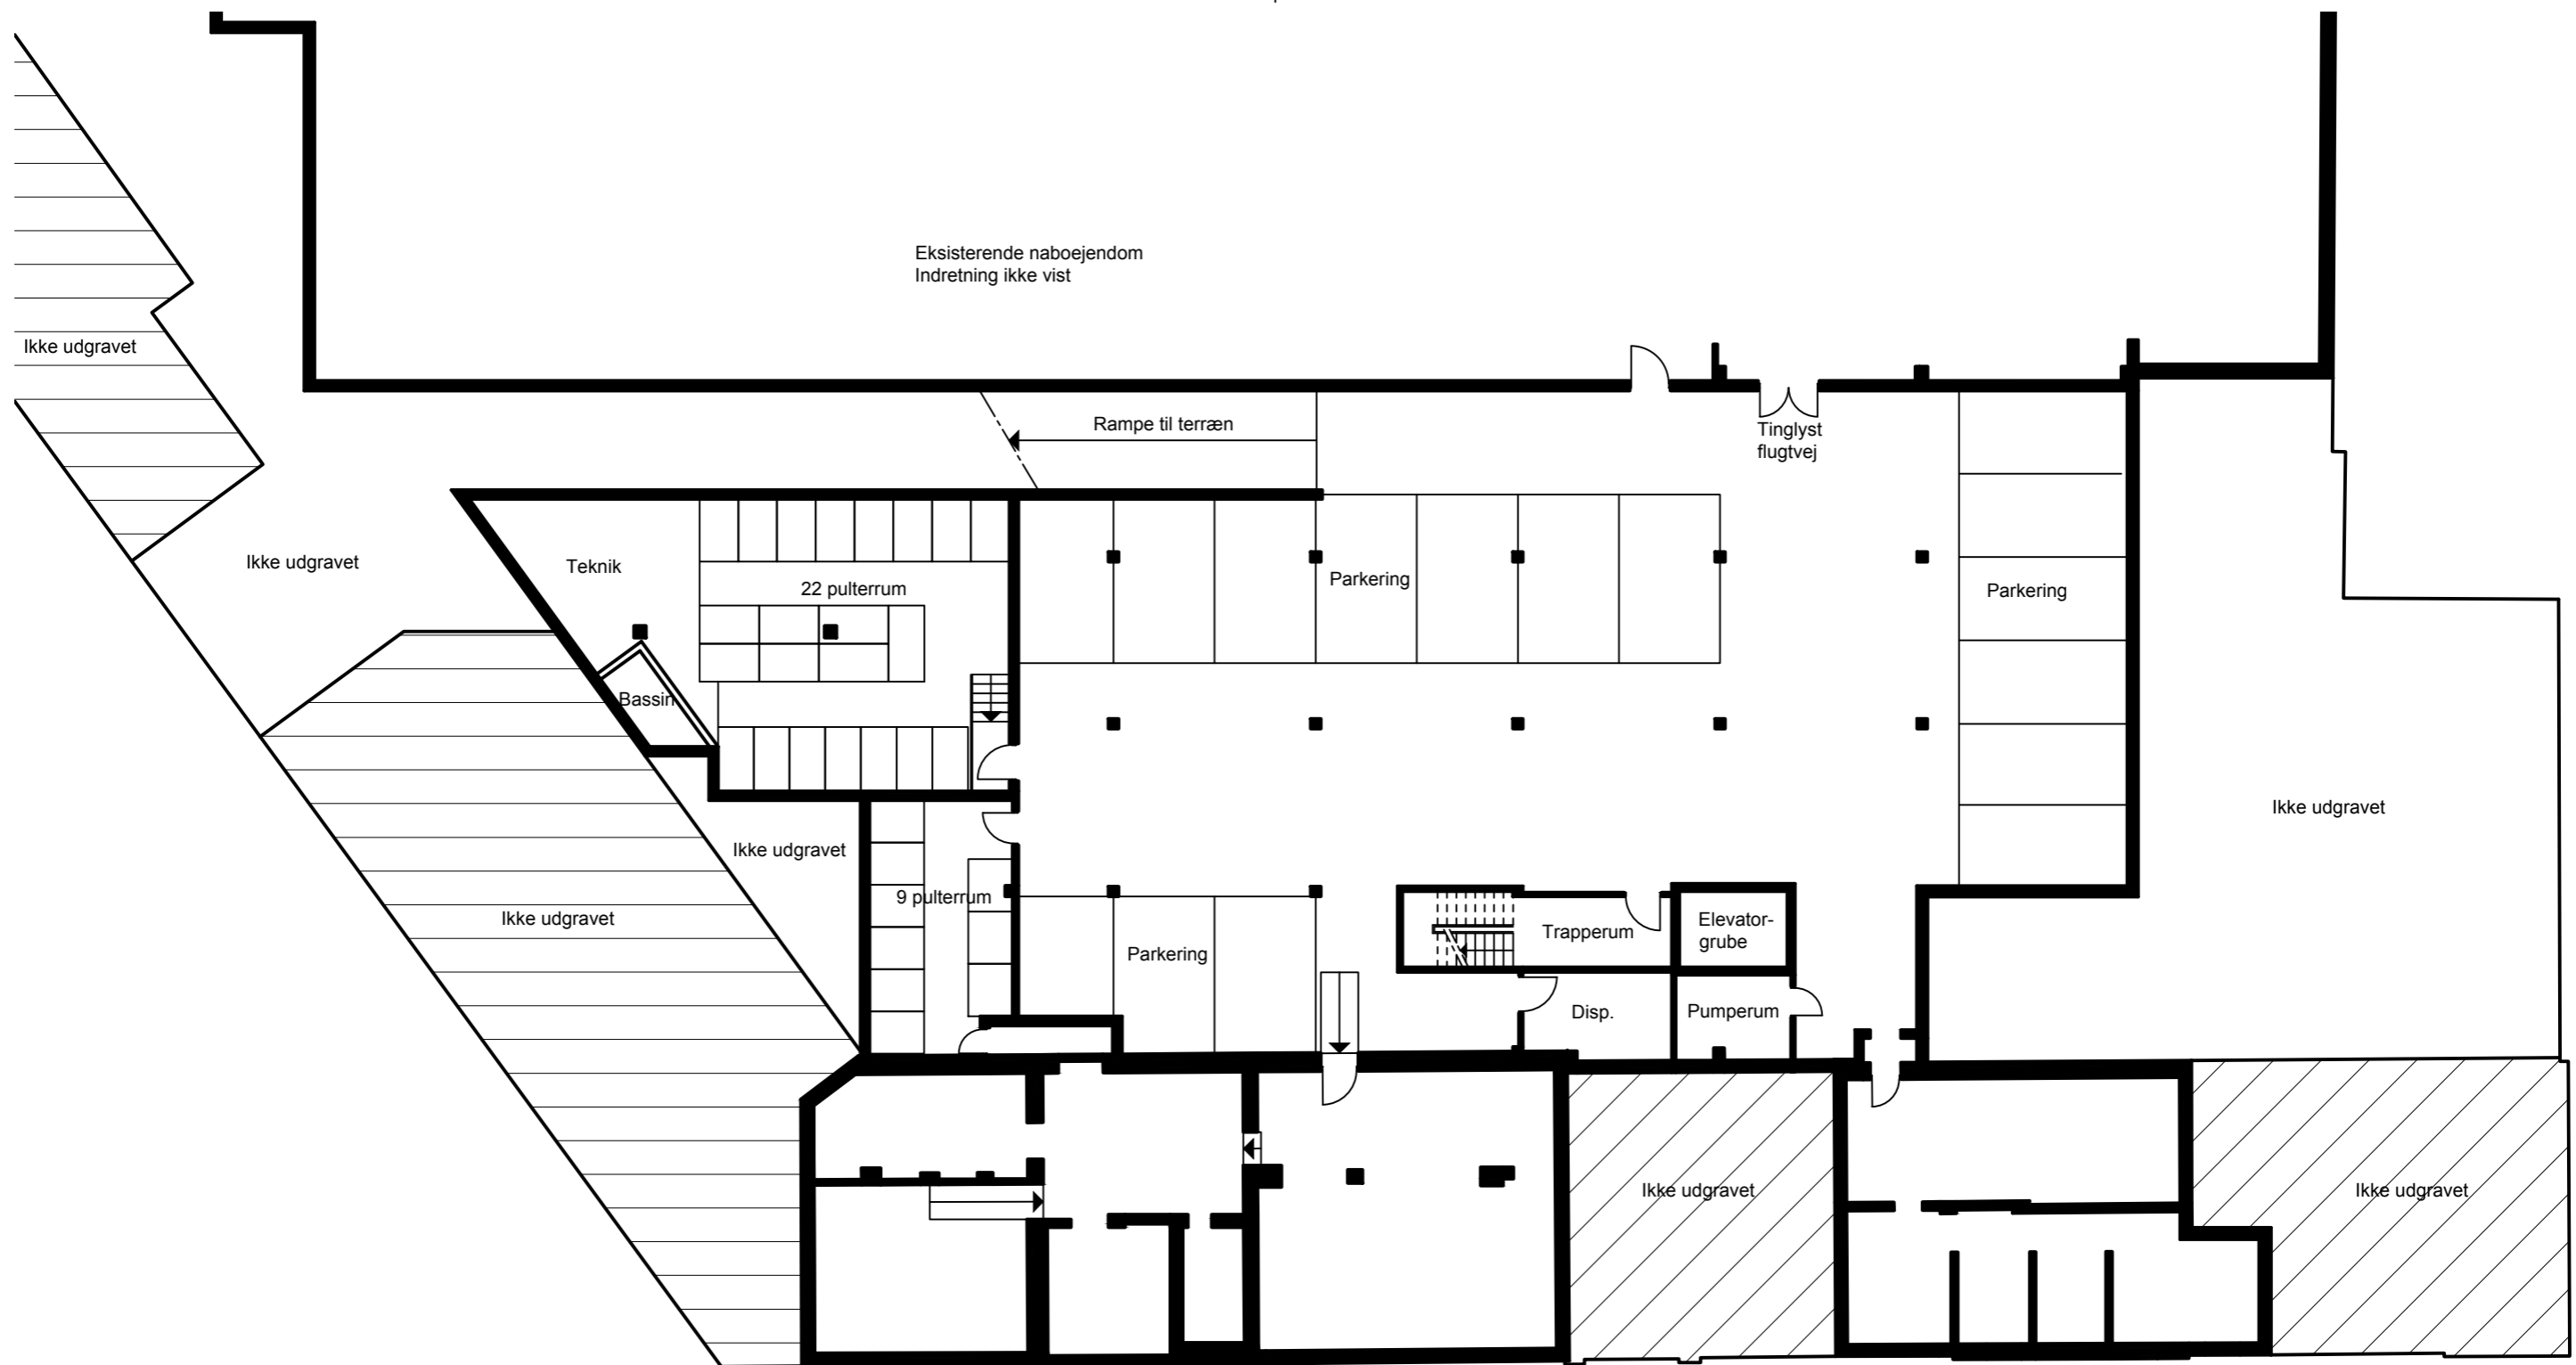 Eksisterende naboejendom
Indretning ikke vist
Ikke udgravet
Rampe til terræn
Tinglyst
flugtvej
Ikke udgravet
Teknik
22 pulterrum
Parkering
Parkering
Bassin
Ikke udgravet
Ikke udgravet
9 pulterrum
Ikke udgravet
Parkering
Trapperum
Elevator-
grube
Disp.
Pumperum
Ikke udgravet
Ikke udgravet